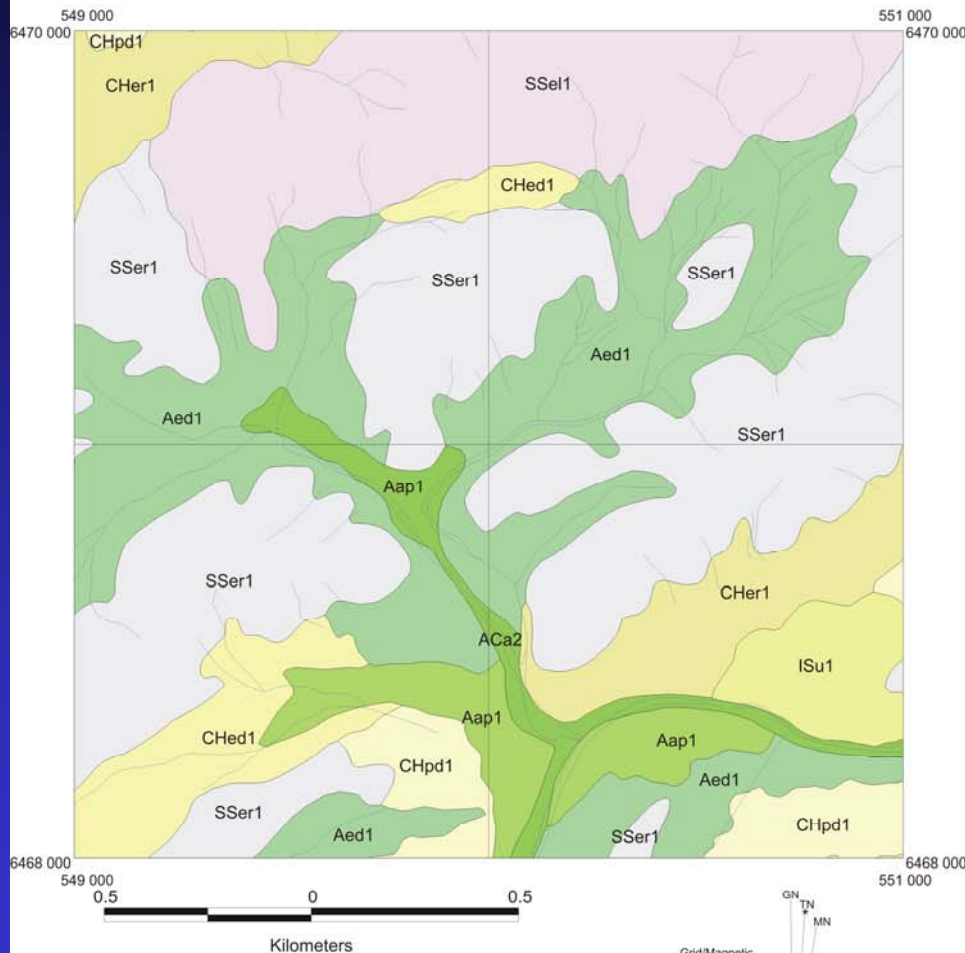 549 000
551 000
6470 000
6470 000
CHpd1
CHer1
SSel1
CHed1
SSer1
SSer1
SSer1
Aed1
Aed1
SSer1
Aap1
SSer1
CHer1
ACa2
ISu1
Aap1
CHed1
Aap1
CHpd1
Aed1
SSer1
CHpd1
Aed1
SSer1
6468 000
6468 000
549 000
551 000
0.5
0
0.5
Kilometers
GN
TN
MN
Grid/Magnetic